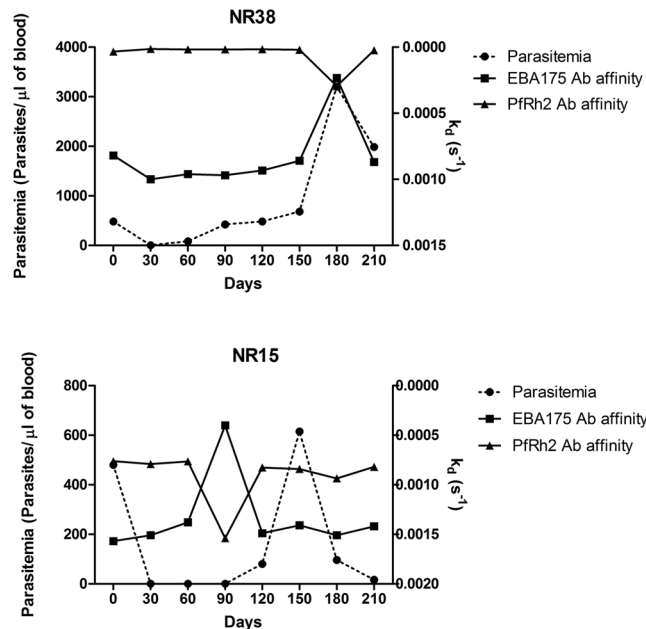 NR38
Parasitemia (Parasites/ μl of blood)
4000
3000
2000
1000
0
0.0000
0.0005
0.0010
0.0015
kd (s-1)
0 30 60 90 120 150 180 210
Days
Parasitemia
EBA175 Ab affinity
PfRh2 Ab affinity
NR15
Parasitemia (Parasites/ μl of blood)
800
600
400
200
0
0.0000
0.0005
0.0010
0.0015
0.0020
kd (s-1)
0 30 60 90 120 150 180 210
Days
Parasitemia
EBA175 Ab affinity
PfRh2 Ab affinity